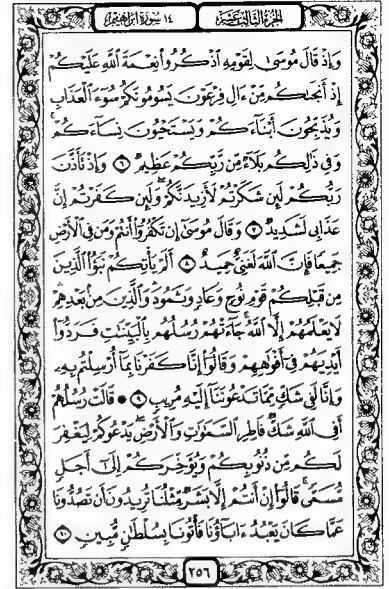 الجزء الثالث عشر
١٤ سورة ابراهيم
وَإِذْ قَالَ مُوسَىٰ لِقَوْمِهِ ٱذْكُرُوا۟ نِعْمَةَ ٱللَّهِ عَلَيْكُمْ
إِذْ أَنجَىٰكُم مِّنْ ءَالِ فِرْعَوْنَ يَسُومُونَكُمْ سُوٓءَ ٱلْعَذَابِ
وَيُذَبِّحُونَ أَبْنَآءَكُمْ وَيَسْتَحْيُونَ نِسَآءَكُمْ ۚ
وَفِى ذَٰلِكُم بَلَآءٌ مِّن رَّبِّكُمْ عَظِيمٌ ٦ وَإِذْ تَأَذَّنَ
رَبُّكُمْ لَئِن شَكَرْتُمْ لَأَزِيدَنَّكُمْ ۖ وَلَئِن كَفَرْتُمْ إِنَّ
عَذَابِى لَشَدِيدٌ ٧ وَقَالَ مُوسَىٰٓ إِن تَكْفُرُوٓا۟ أَنتُمْ وَمَن فِى ٱلْأَرْضِ
جَمِيعًا فَإِنَّ ٱللَّهَ لَغَنِىٌّ حَمِيدٌ ٨ أَلَمْ يَأْتِكُمْ نَبَؤُا۟ ٱلَّذِينَ
مِن قَبْلِكُمْ قَوْمِ نُوحٍ وَعَادٍ وَثَمُودَ ۛ وَٱلَّذِينَ مِنۢ بَعْدِهِمْ ۛ
لَا يَعْلَمُهُمْ إِلَّا ٱللَّهُ ۚ جَآءَتْهُمْ رُسُلُهُم بِٱلْبَيِّنَٰتِ فَرَدُّوٓا۟
أَيْدِيَهُمْ فِىٓ أَفْوَٰهِهِمْ وَقَالُوٓا۟ إِنَّا كَفَرْنَا بِمَآ أُرْسِلْتُم بِهِۦ
وَإِنَّا لَفِى شَكٍّ مِّمَّا تَدْعُونَنَآ إِلَيْهِ مُرِيبٍ ٩ ۞ قَالَتْ رُسُلُهُمْ
أَفِى ٱللَّهِ شَكٌّ فَاطِرِ ٱلسَّمَٰوَٰتِ وَٱلْأَرْضِ ۖ يَدْعُوكُمْ لِيَغْفِرَ
لَكُم مِّن ذُنُوبِكُمْ وَيُؤَخِّرَكُمْ إِلَىٰٓ أَجَلٍ
مُّسَمًّى ۚ قَالُوٓا۟ إِنْ أَنتُمْ إِلَّا بَشَرٌ مِّثْلُنَا تُرِيدُونَ أَن تَصُدُّونَا
عَمَّا كَانَ يَعْبُدُ ءَابَآؤُنَا فَأْتُونَا بِسُلْطَٰنٍ مُّبِينٍ ١٠
٢٥٦